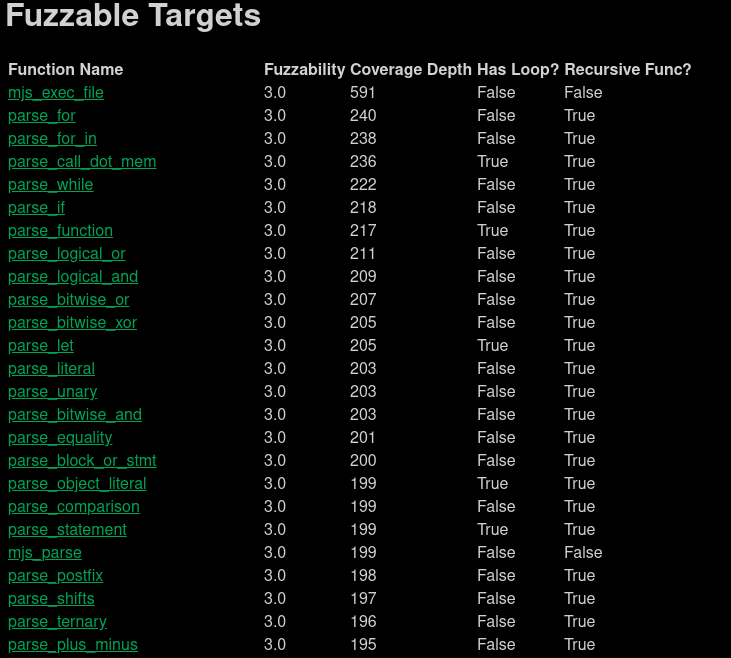 Fuzzable Targets
Function Name Fuzzability Coverage Depth Has Loop? Recursive Func?
mjs_exec_file 3.0 591 False False
parse_for 3.0 240 False True
parse_for_in 3.0 238 False True
parse_call_dot_mem 3.0 236 True True
parse_while 3.0 222 False True
parse_if 3.0 218 False True
parse_function 3.0 217 True True
parse_logical_or 3.0 211 False True
parse_logical_and 3.0 209 False True
parse_bitwise_or 3.0 207 False True
parse_bitwise_xor 3.0 205 False True
parse_let 3.0 205 True True
parse_literal 3.0 203 False True
parse_unary 3.0 203 False True
parse_bitwise_and 3.0 203 False True
parse_equality 3.0 201 False True
parse_block_or_stmt 3.0 200 False True
parse_object_literal 3.0 199 True True
parse_comparison 3.0 199 False True
parse_statement 3.0 199 True True
mjs_parse 3.0 199 False False
parse_postfix 3.0 198 False True
parse_shifts 3.0 197 False True
parse_ternary 3.0 196 False True
parse_plus_minus 3.0 195 False True